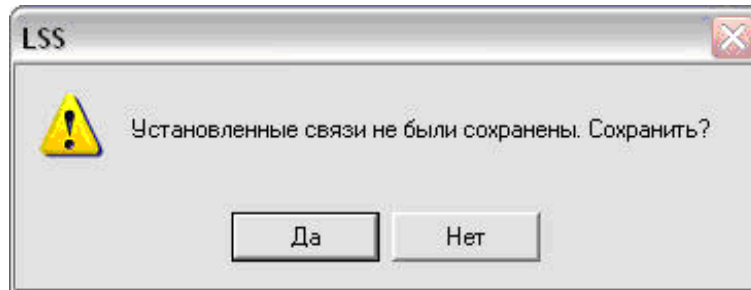 LSS
Установленные связи не были сохранены. Сохранить?
Да Нет